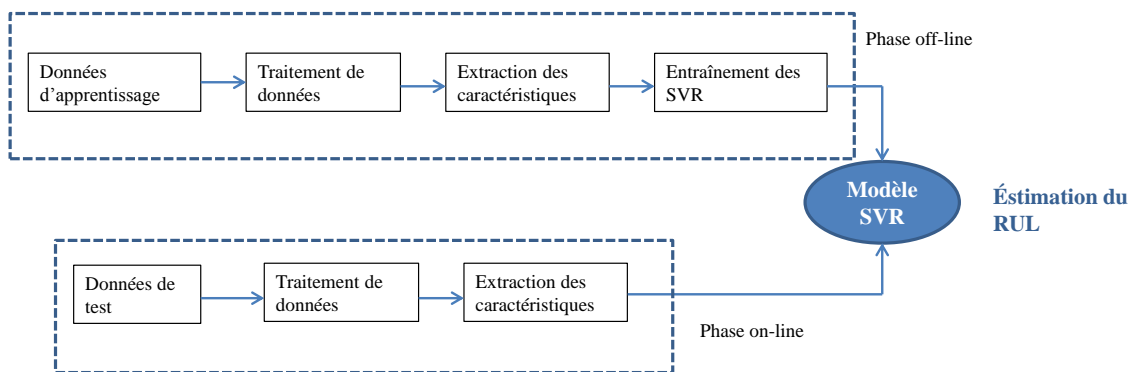 Phase off-line
Données
d’apprentissage
Traitement de
données
Extraction des
caractéristiques
Entraînement des
SVR
Modèle
SVR
Éstimation du
RUL
Données de
test
Traitement de
données
Extraction des
caractéristiques
Phase on-line